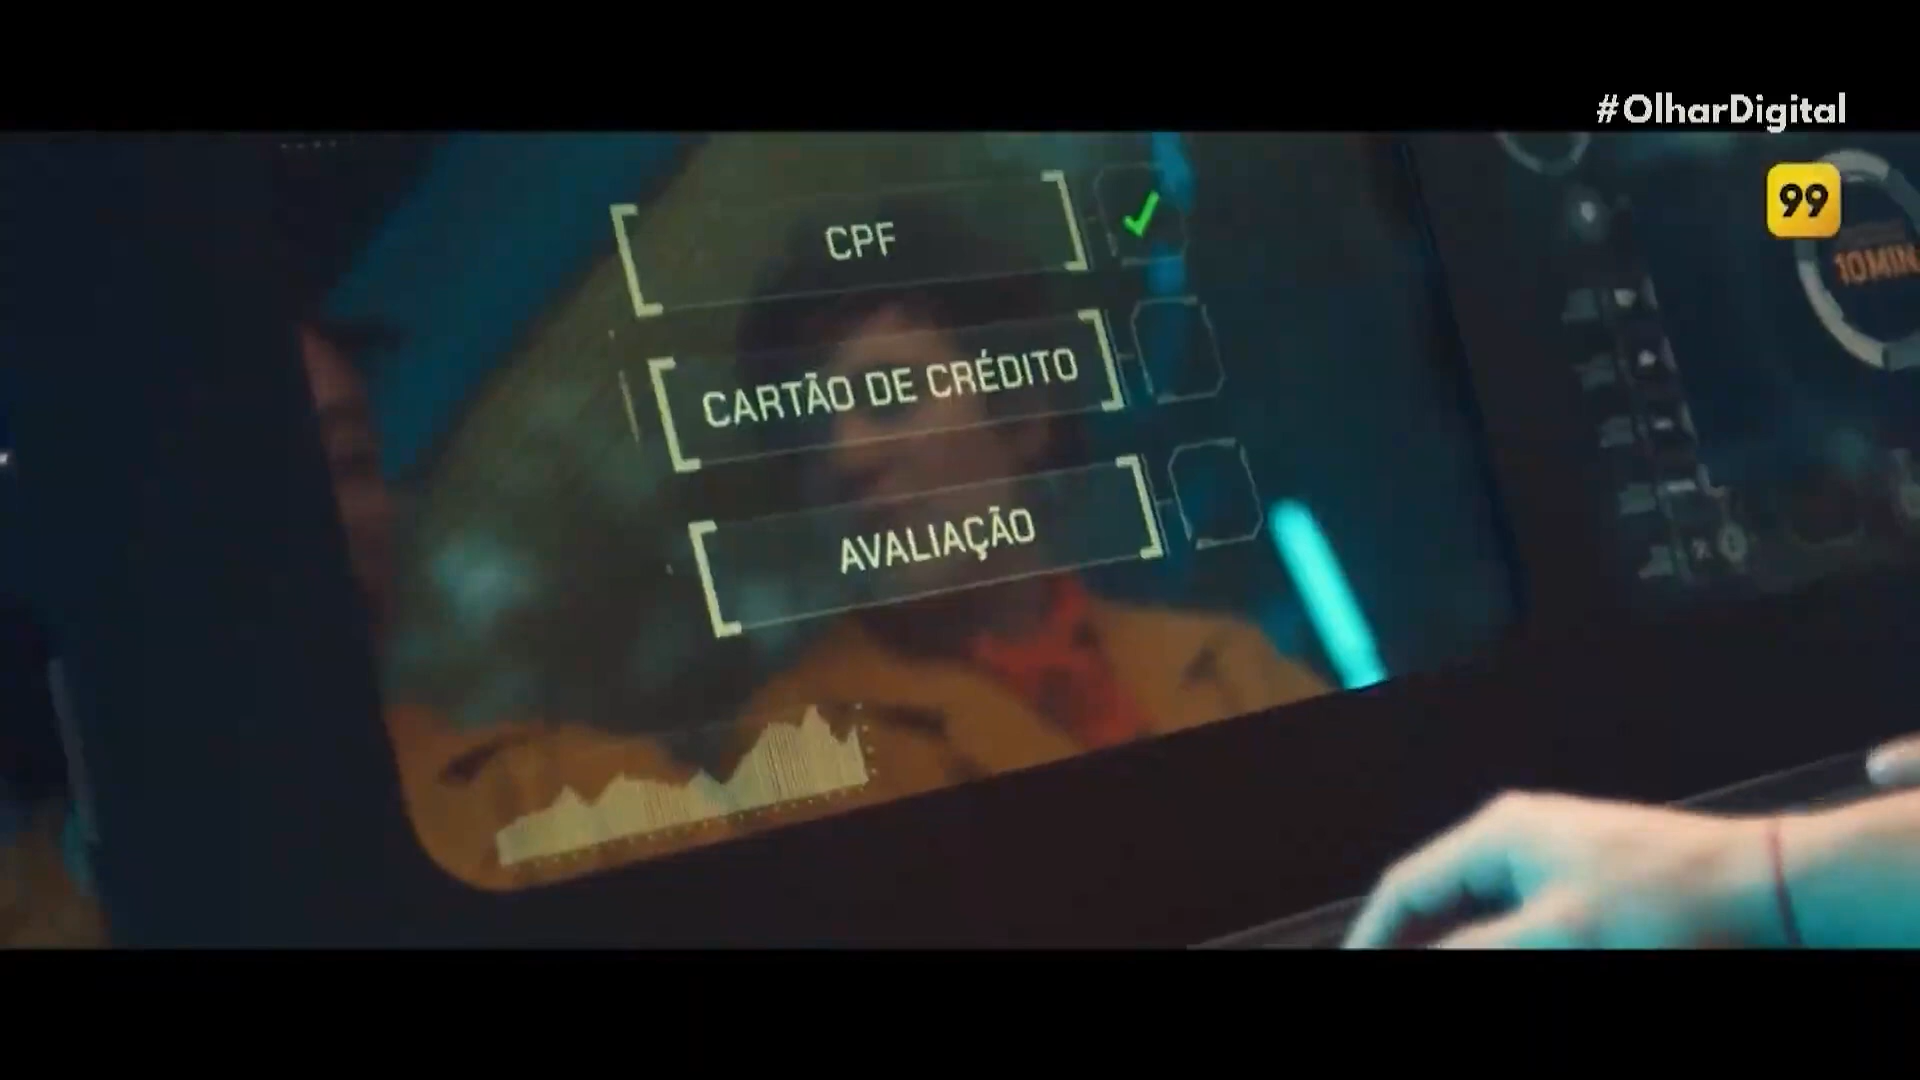 #OlharDigital
99
CPF
10MIN
CARTÃO DE CRÉDITO
AVALIAÇÃO